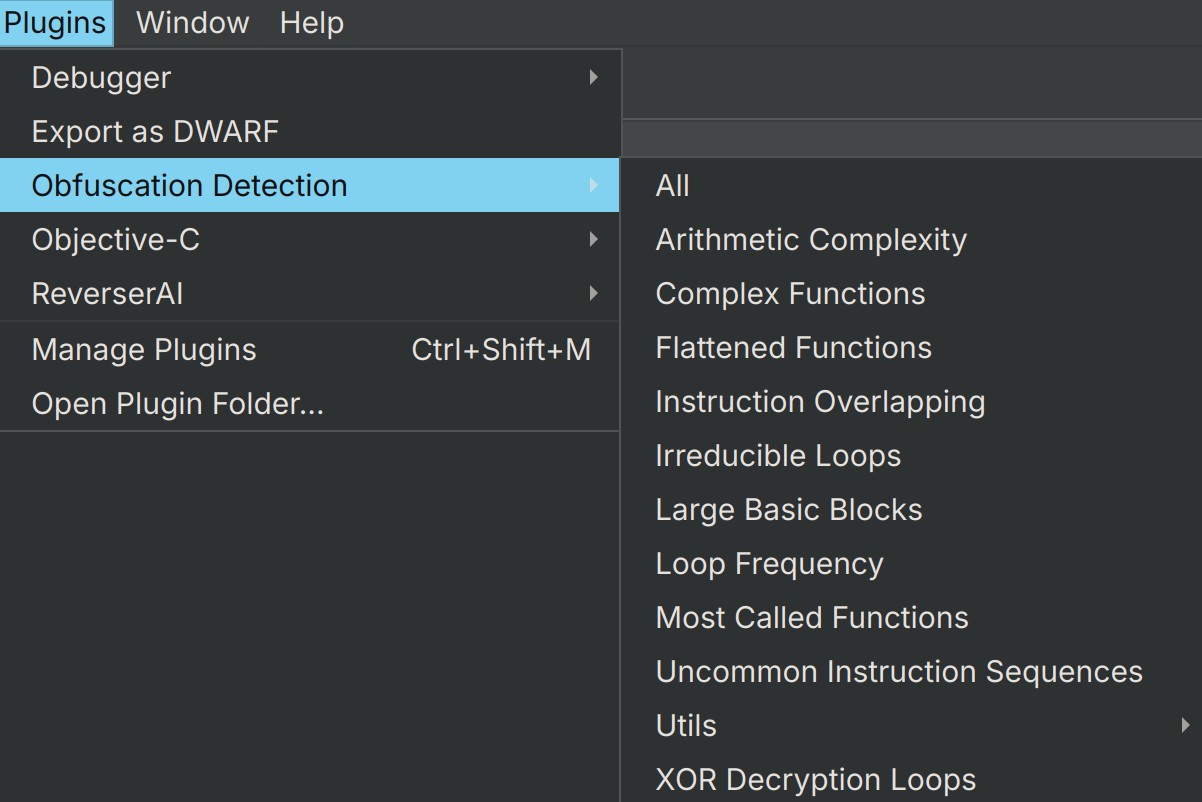 Plugins Window Help
Debugger
Export as DWARF
Obfuscation Detection
Objective-C
ReverserAI
Manage Plugins Ctrl+Shift+M
Open Plugin Folder...
All
Arithmetic Complexity
Complex Functions
Flattened Functions
Instruction Overlapping
Irreducible Loops
Large Basic Blocks
Loop Frequency
Most Called Functions
Uncommon Instruction Sequences
Utils
XOR Decryption Loops